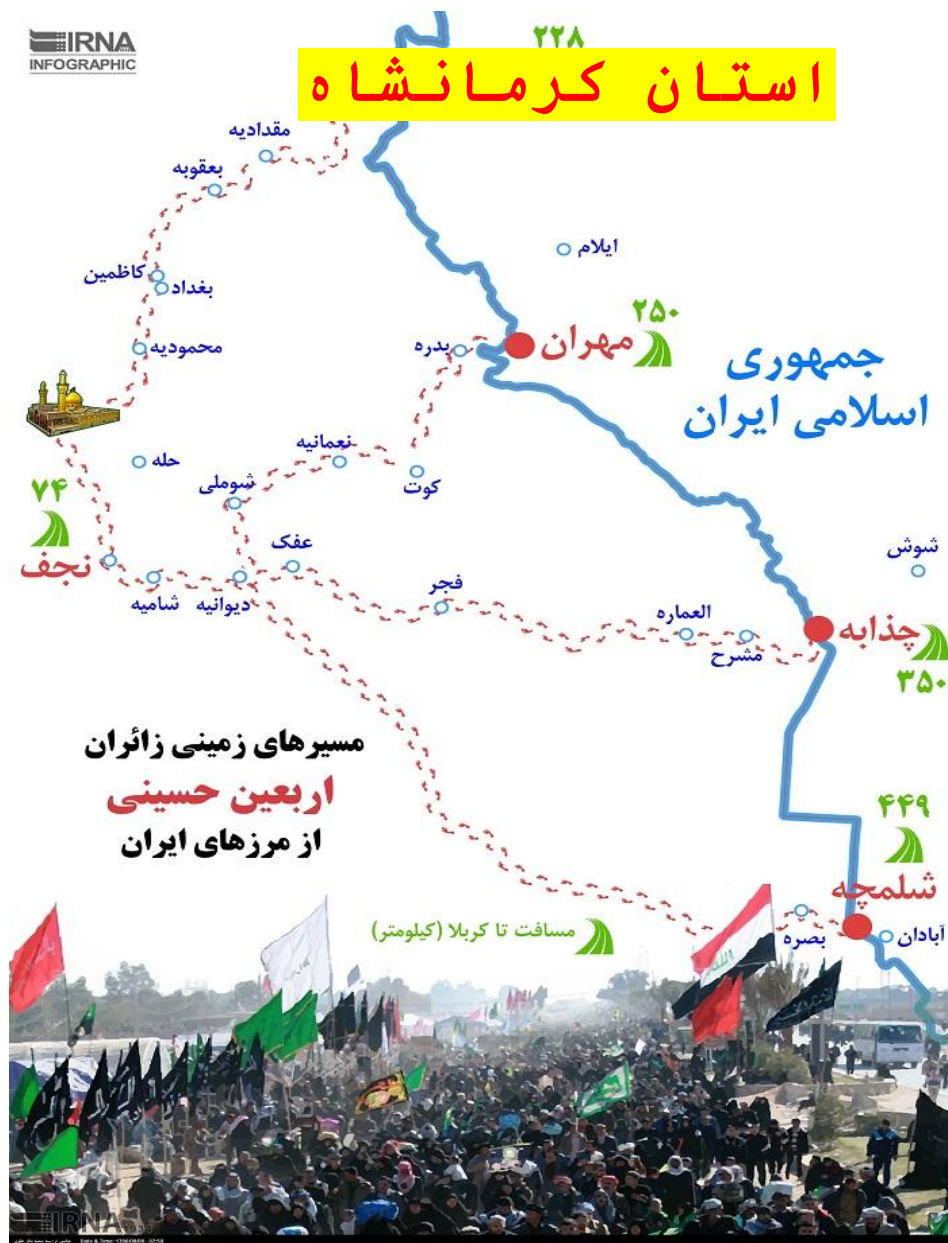 IRNA
INFOGRAPHIC
۲۲۸
استان کرمانشاه
مقدادیه
بعقوبه
ایلام
کاظمین
بغداد
۲۵۰
مهران
محمودیه
بدره
جمهوری
اسلامی ایران
نعمانیه
حله
کوت
شوملی
۷۴
نجف
عفک
شوش
شامیه
دیوانیه
فجر
العماره
مشرح
چذابه
۳۵۰
مسیرهای زمینی زائران
اربعین حسینی
از مرزهای ایران
۴۴۹
شلمچه
مسافت تا کربلا (کیلومتر)
بصره
آبادان
الله
IRNA 1934